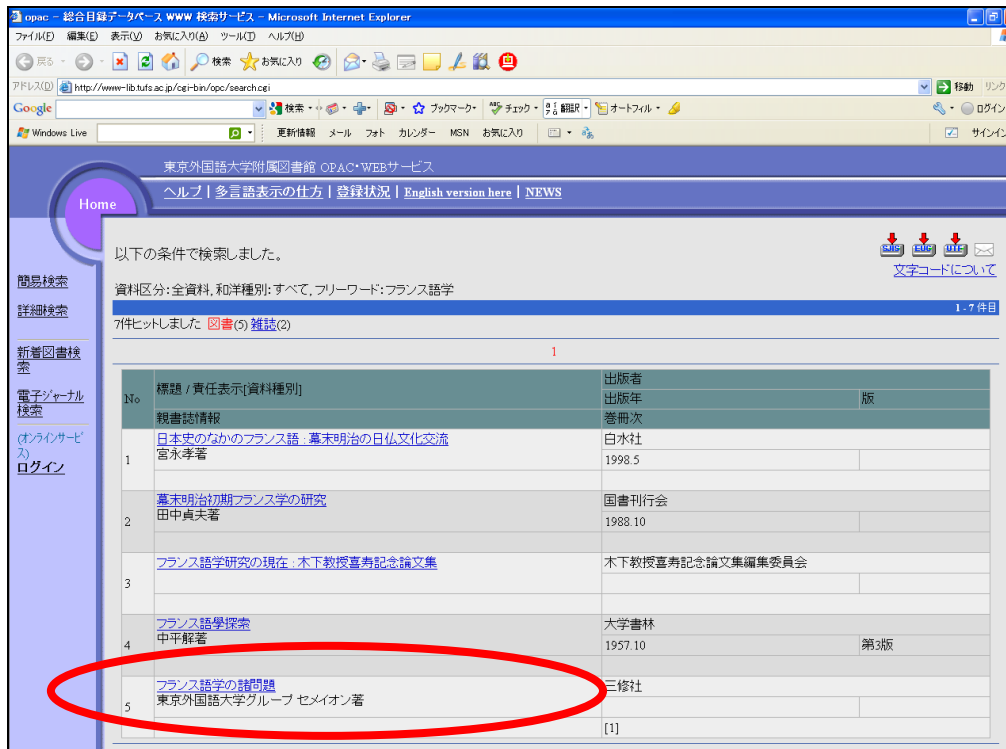 opac - 総合目録データベース WWW 検索サービス - Microsoft Internet Explorer
ファイル(F) 編集(E) 表示(V) お気に入り(A) ツール(T) ヘルプ(H)
戻る 検索 お気に入り
アドレス(D) http://www-lib.tufs.ac.jp/cgi-bin/opc/search.cgi 移動 リンク
Google 検索 ブックマーク チェック 翻訳 オートフィル ログイン
Windows Live 更新情報 メール フォト カレンダー MSN お気に入り サインイン
東京外国語大学附属図書館 OPAC・WEBサービス
ヘルプ | 多言語表示の仕方 | 登録状況 | English version here | NEWS
Home
簡易検索
詳細検索
新着図書検
索
電子ジャーナル
検索
(オンラインサービ
ス)
ログイン
以下の条件で検索しました。
SJIS EUC UTF
文字コードについて
資料区分:全資料, 和洋種別:すべて, フリーワード:フランス語学
1 - 7 件目
7件ヒットしました 図書(5) 雑誌(2)
1
No 標題 / 責任表示[資料種別] 出版者
出版年 版
親書誌情報 巻冊次
1 日本史のなかのフランス語 : 幕末明治の日仏文化交流 白水社
宮永孝著 1998.5
2 幕末明治初期フランス学の研究 国書刊行会
田中貞夫著 1988.10
3 フランス語学研究の現在 : 木下教授喜寿記念論文集 木下教授喜寿記念論文集編集委員会
4 フランス語學探索 大学書林
中平解著 1957.10 第3版
5 フランス語学の諸問題 三修社
東京外国語大学グループ セメイオン著
[1]